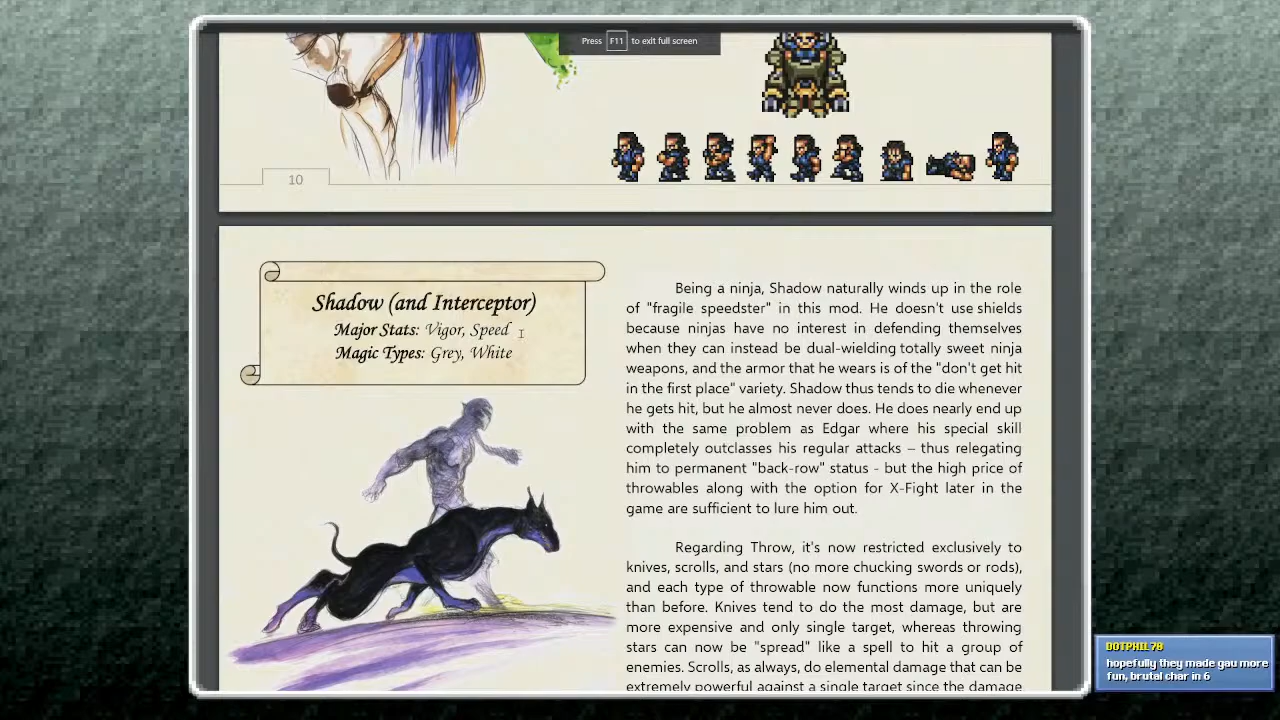 Press F11 to exit full screen
10
Shadow (and Interceptor)
Major Stats: Vigor, Speed
Magic Types: Grey, White
Being a ninja, Shadow naturally winds up in the role
of "fragile speedster" in this mod. He doesn't use shields
because ninjas have no interest in defending themselves
when they can instead be dual-wielding totally sweet ninja
weapons, and the armor that he wears is of the "don't get hit
in the first place" variety. Shadow thus tends to die whenever
he gets hit, but he almost never does. He does nearly end up
with the same problem as Edgar where his special skill
completely outclasses his regular attacks – thus relegating
him to permanent "back-row" status - but the high price of
throwables along with the option for X-Fight later in the
game are sufficient to lure him out.
Regarding Throw, it's now restricted exclusively to
knives, scrolls, and stars (no more chucking swords or rods),
and each type of throwable now functions more uniquely
than before. Knives tend to do the most damage, but are
more expensive and only single target, whereas throwing
stars can now be "spread" like a spell to hit a group of
enemies. Scrolls, as always, do elemental damage that can be
extremely powerful against a single target since the damage
DOTPHIL78
hopefully they made gau more
fun, brutal char in 6